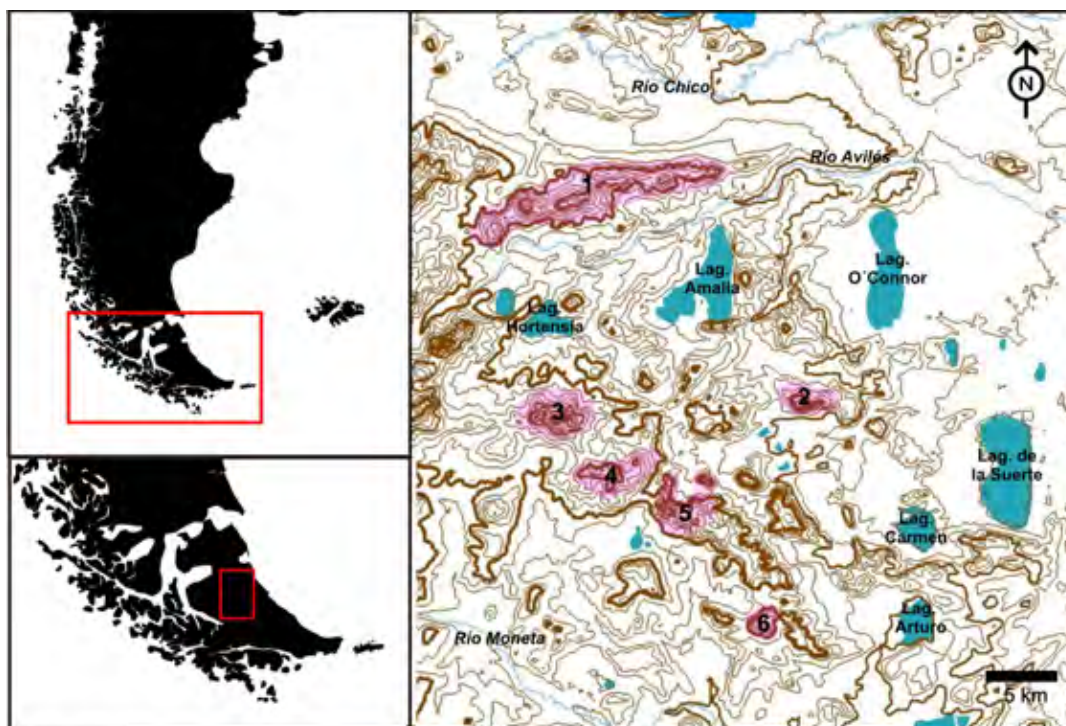 N
Río Chico
Río Avilés
1
Lag.
O´Connor
Lag.
Amalia
Lag.
Hortensia
2
3
Lag. de
la Suerte
4
5
Lag.
Carmen
6
Lag.
Arturo
Río Moneta
5 km